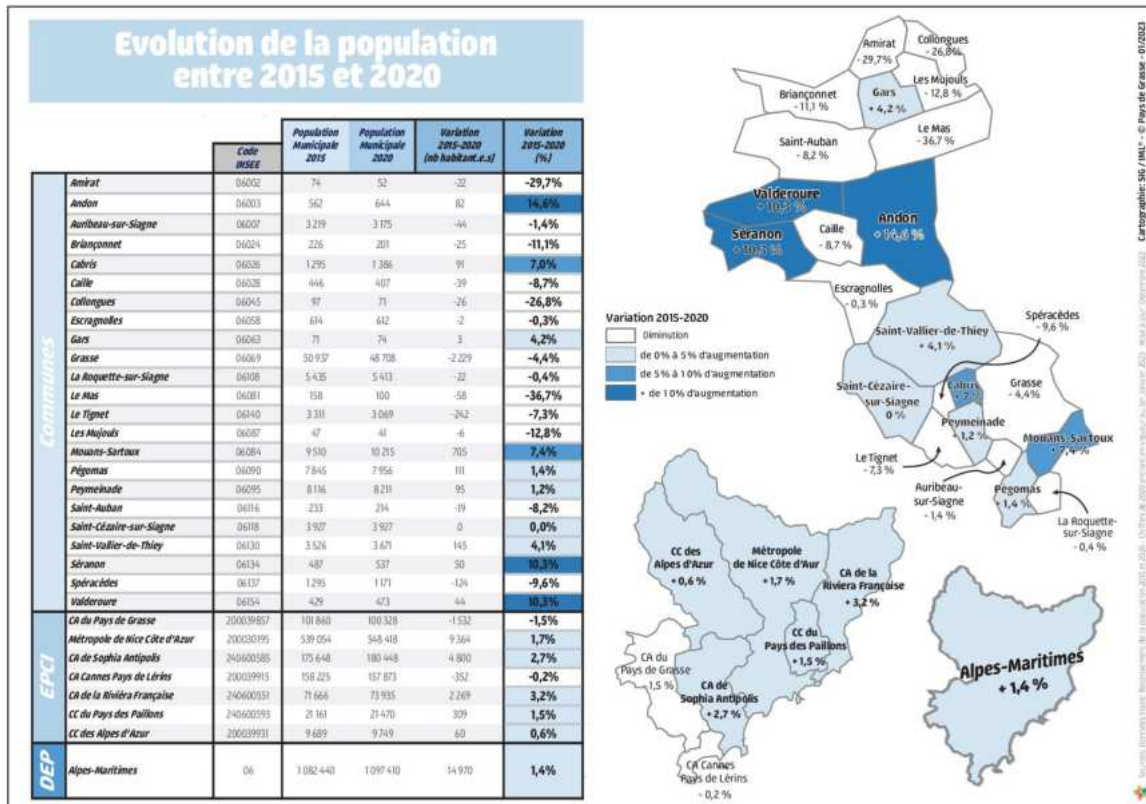 Evolution de la population
entre 2015 et 2020
Code INSEE
Population Municipale 2015
Population Municipale 2020
Variation 2015-2020 (nb habitant.e.s)
Variation 2015-2020 (%)
Communes
Amirat 06002 74 52 -22 -29,7%
Andon 06003 562 644 82 14,6%
Auribeau-sur-Siagne 06007 3 219 3 175 -44 -1,4%
Briançonnet 06024 226 201 -25 -11,1%
Cabris 06026 1 295 1 386 91 7,0%
Caille 06028 446 407 -39 -8,7%
Collongues 06045 97 71 -26 -26,8%
Escragnolles 06058 614 612 -2 -0,3%
Gars 06063 71 74 3 4,2%
Grasse 06069 50 937 48 708 -2 229 -4,4%
La Roquette-sur-Siagne 06108 5 435 5 413 -22 -0,4%
Le Mas 06081 158 100 -58 -36,7%
Le Tignet 06140 3 311 3 069 -242 -7,3%
Les Mujouls 06087 47 41 -6 -12,8%
Mouans-Sartoux 06084 9 510 10 215 705 7,4%
Pégomas 06090 7 845 7 956 111 1,4%
Peymeinade 06095 8 116 8 211 95 1,2%
Saint-Auban 06116 233 214 -19 -8,2%
Saint-Cézaire-sur-Siagne 06118 3 927 3 927 0 0,0%
Saint-Vallier-de-Thiey 06130 3 526 3 671 145 4,1%
Séranon 06134 487 537 50 10,3%
Spéracèdes 06137 1 295 1 171 -124 -9,6%
Valderoure 06154 429 473 44 10,3%
EPCI
CA du Pays de Grasse 200039857 101 860 100 328 -1 532 -1,5%
Métropole de Nice Côte d'Azur 200030195 539 054 548 418 9 364 1,7%
CA de Sophia Antipolis 240600585 175 648 180 448 4 800 2,7%
CA Cannes Pays de Lérins 200039915 158 225 157 873 -352 -0,2%
CA de la Rivièra Française 240600551 71 666 73 935 2 269 3,2%
CC du Pays des Paillons 240600593 21 161 21 470 309 1,5%
CC des Alpes d'Azur 200039931 9 689 9 749 60 0,6%
DEP
Alpes-Maritimes 06 1 082 440 1 097 410 14 970 1,4%
Amirat
- 29,7%
Collongues
- 26,8%
Les Mujouls
- 12,8 %
Briançonnet
- 11,1 %
Gars
+ 4,2 %
Le Mas
- 36,7 %
Saint-Auban
- 8,2 %
Valderoure
+ 10,3 %
Andon
+ 14,6 %
Séranon
+ 10,3 %
Caille
- 8,7 %
Escragnolles
- 0,3 %
Spéracèdes
- 9,6 %
Saint-Vallier-de-Thiey
+ 4,1 %
Variation 2015-2020
Diminution
de 0% à 5% d'augmentation
de 5% à 10% d'augmentation
+ de 10% d'augmentation
Saint-Cézaire-
sur-Siagne
0 %
Cabris
+ 7 %
Grasse
- 4,4%
Peymeinade
+ 1,2 %
Mouans-Sartoux
+ 7,4 %
Le Tignet
- 7,3 %
Auribeau-
sur-Siagne
- 1,4 %
Pégomas
+ 1,4 %
La Roquette-
sur-Siagne
- 0,4 %
CC des
Alpes d'Azur
+ 0,6 %
Métropole
de Nice Côte d'Aur
+ 1,7 %
CA de la
Riviera Française
+ 3,2 %
CC du
Pays des Paillons
+ 1,5 %
CA du
Pays de Grasse
- 1,5 %
CA de
Sophia Antipolis
+ 2,7 %
CA Cannes
Pays de Lérins
- 0,2 %
Alpes-Maritimes
+ 1,4 %
Cartographie: SIG / IML® - © Pays de Grasse - 01/2023